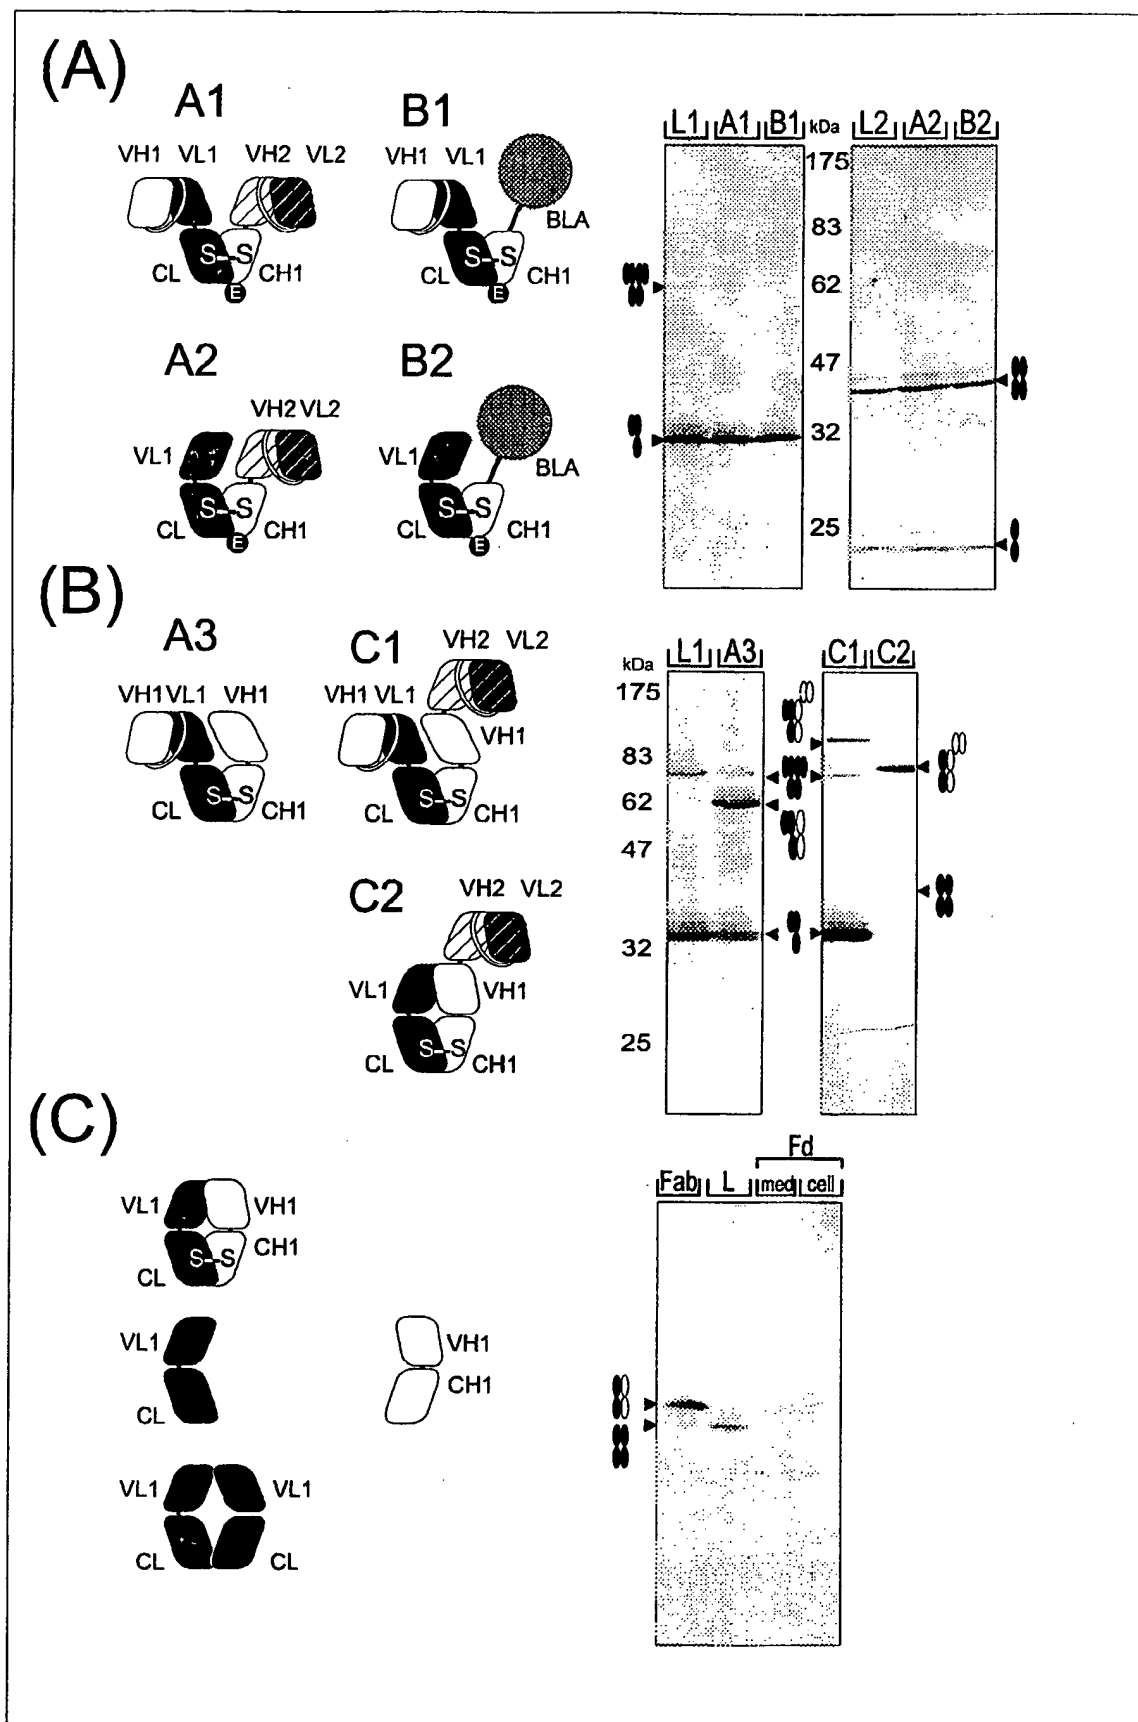 (A)
A1
B1
VH1 VL1 VH2 VL2
VH1 VL1
BLA
S-S
CL CH1
E
S-S
CL CH1
E
A2
B2
VH2 VL2
VL1
VL1
BLA
S-S
CL CH1
E
S-S
CL CH1
E
L1 A1 B1 kDa L2 A2 B2
175
83
62
47
32
25
(B)
A3
C1
VH2 VL2
VH1 VL1 VH1
VH1 VL1
VH1
S-S
CL CH1
S-S
CL CH1
C2
VH2 VL2
VL1 VH1
S-S
CL CH1
kDa L1 A3 C1 C2
175
83
62
47
32
25
(C)
VL1 VH1
S-S CH1
CL
VL1 VH1
CH1
CL
VL1 VL1
CL CL
Fd
Fab L med cell